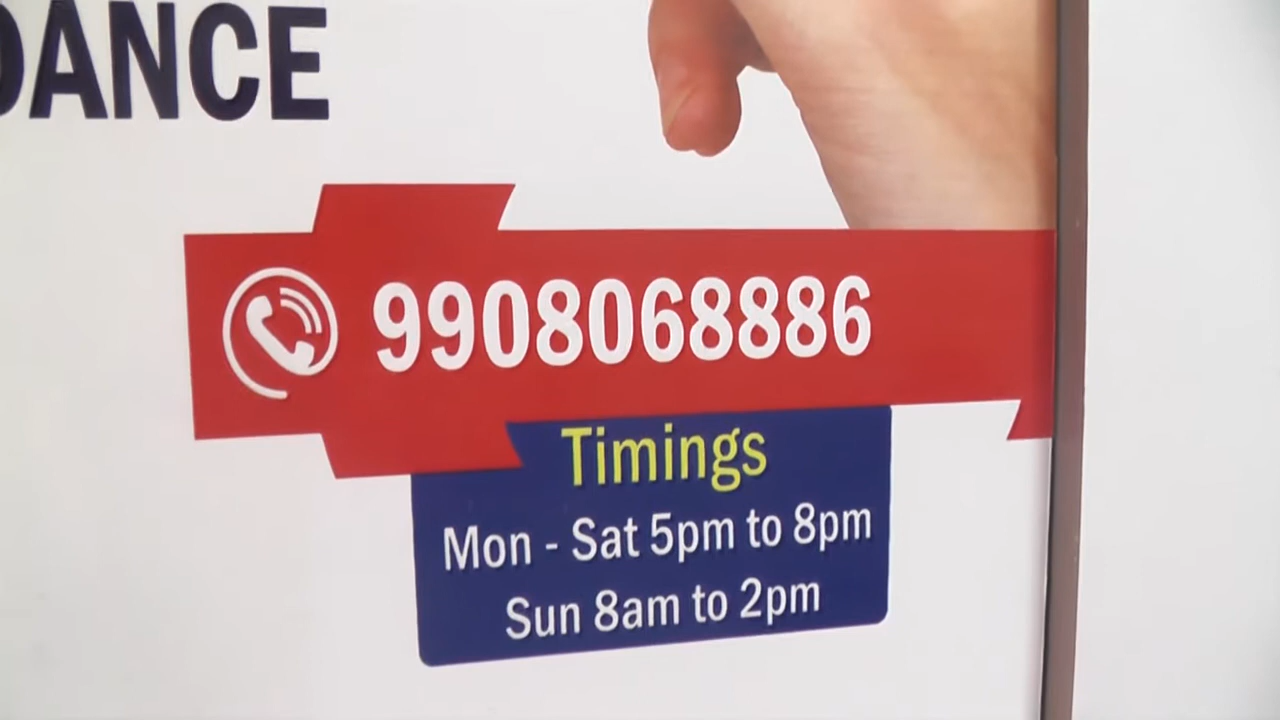 DANCE
9908068886
Timings
Mon - Sat 5pm to 8pm
Sun 8am to 2pm